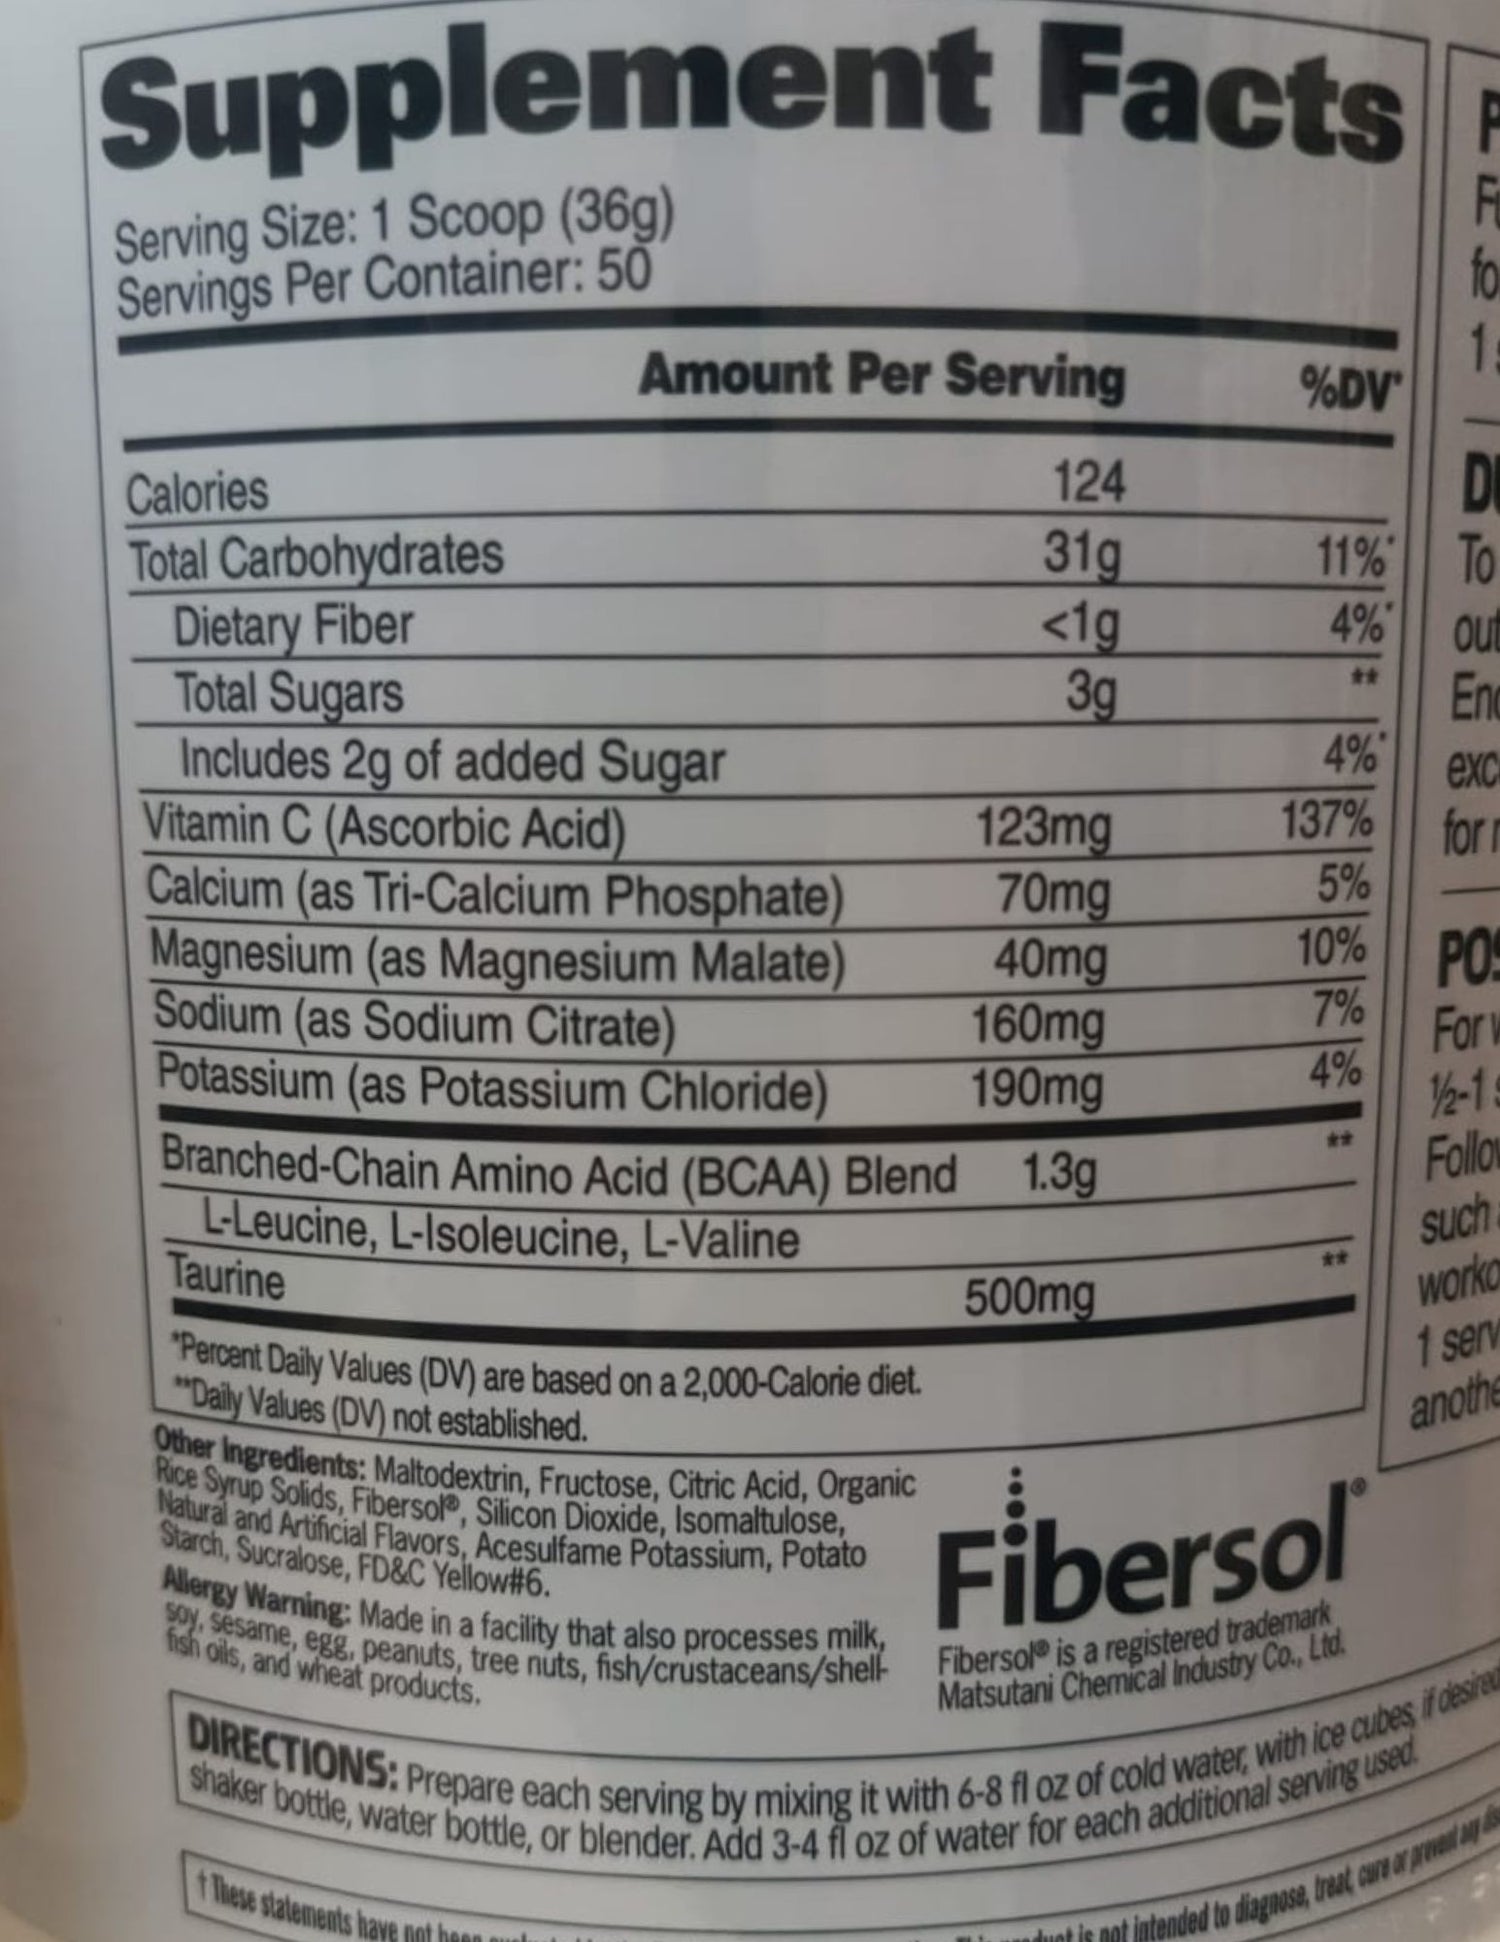 Supplement Facts
Serving Size: 1 Scoop (36g)
Servings Per Container: 50
Amount Per Serving %DV*
Calories 124
Total Carbohydrates 31g 11%*
Dietary Fiber <1g 4%*
Total Sugars 3g **
Includes 2g of added Sugar 4%*
Vitamin C (Ascorbic Acid) 123mg 137%
Calcium (as Tri-Calcium Phosphate) 70mg 5%
Magnesium (as Magnesium Malate) 40mg 10%
Sodium (as Sodium Citrate) 160mg 7%
Potassium (as Potassium Chloride) 190mg 4%
Branched-Chain Amino Acid (BCAA) Blend 1.3g **
L-Leucine, L-Isoleucine, L-Valine
Taurine 500mg **
*Percent Daily Values (DV) are based on a 2,000-Calorie diet.
**Daily Values (DV) not established.
Other Ingredients: Maltodextrin, Fructose, Citric Acid, Organic
Rice Syrup Solids, Fibersol®, Silicon Dioxide, Isomaltulose,
Natural and Artificial Flavors, Acesulfame Potassium, Potato
Starch, Sucralose, FD&C Yellow#6.
Allergy Warning: Made in a facility that also processes milk,
soy, sesame, egg, peanuts, tree nuts, fish/crustaceans/shell-
fish oils, and wheat products.
Fibersol®
Fibersol® is a registered trademark
Matsutani Chemical Industry Co., Ltd.
DIRECTIONS: Prepare each serving by mixing it with 6-8 fl oz of cold water, with ice cubes, if desired
shaker bottle, water bottle, or blender. Add 3-4 fl oz of water for each additional serving used.
† These statements have not been
product is not intended to diagnose, treat, cure or prevent any
To
out
for
½-1
such
1